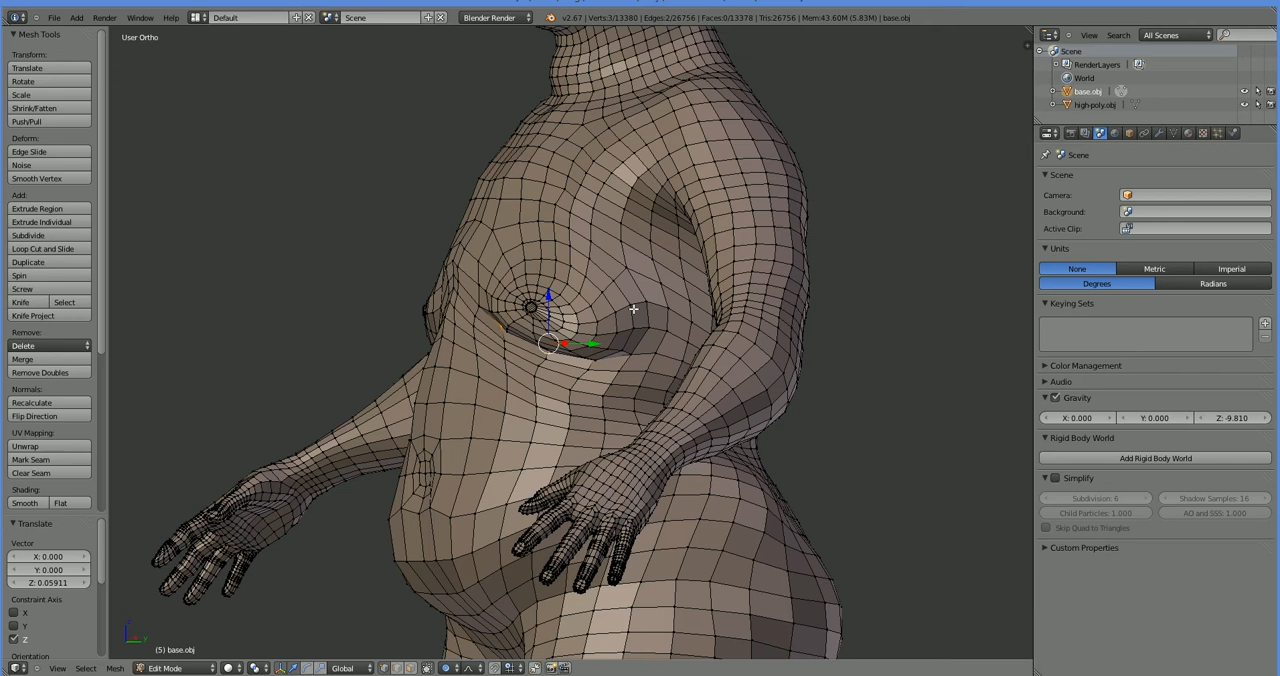 File Add Render Window Help Default Scene Blender Render v2.67 | Verts:3/13380 | Edges:2/26756 | Faces:0/13378 | Tris:26756 | Mem:43.60M (5.83M) | base.obj
Mesh Tools
Transform:
Translate
Rotate
Scale
Shrink/Fatten
Push/Pull
Deform:
Edge Slide
Noise
Smooth Vertex
Add:
Extrude Region
Extrude Individual
Subdivide
Loop Cut and Slide
Duplicate
Spin
Screw
Knife Select
Knife Project
Remove:
Delete
Merge
Remove Doubles
Normals:
Recalculate
Flip Direction
UV Mapping:
Unwrap
Mark Seam
Clear Seam
Shading:
Smooth Flat
Translate
Vector
X: 0.000
Y: 0.000
Z: 0.05911
Constraint Axis
X
Y
Z
Orientation
User Ortho
z
y
(5) base.obj
View Select Mesh Edit Mode Global
View Search All Scenes
Scene
RenderLayers
World
base.obj
high-poly.obj
Scene
Scene
Camera:
Background:
Active Clip:
Units
None Metric Imperial
Degrees Radians
Keying Sets
Color Management
Audio
Gravity
X: 0.000 Y: 0.000 Z: -9.810
Rigid Body World
Add Rigid Body World
Simplify
Subdivision: 6 Shadow Samples: 16
Child Particles: 1.000 AO and SSS: 1.000
Skip Quad to Triangles
Custom Properties